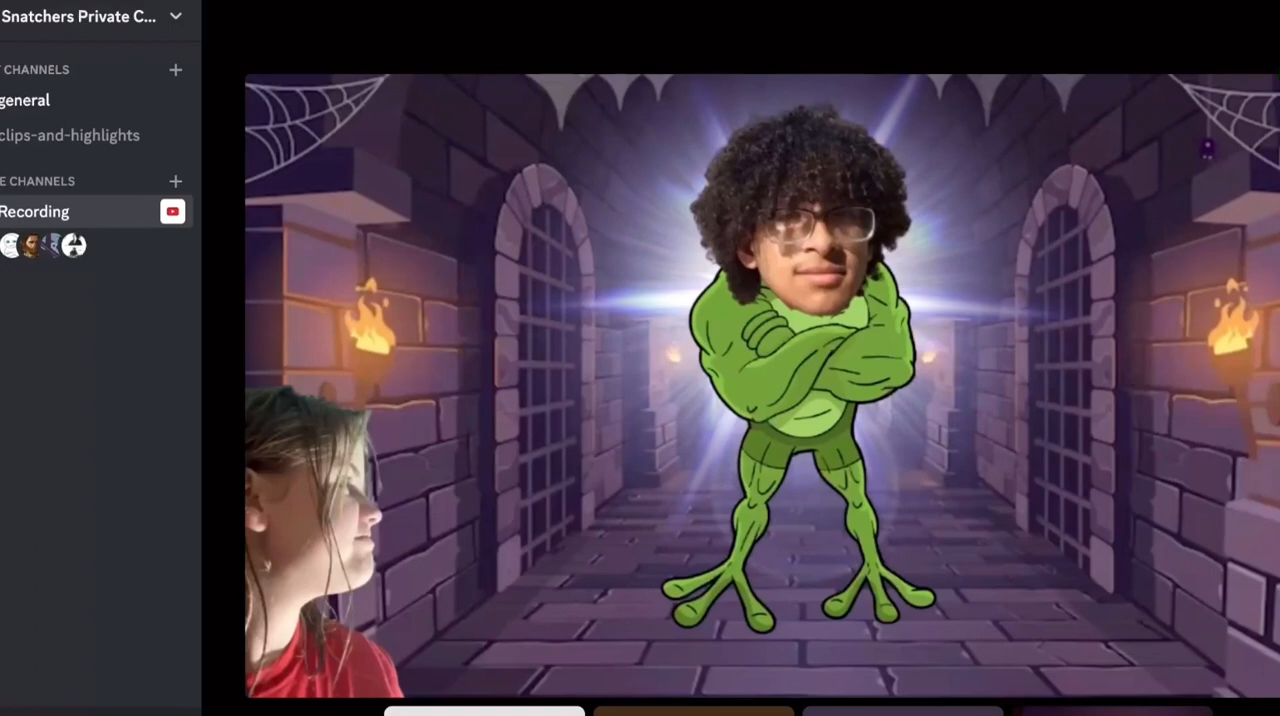 Snatchers Private C...
CHANNELS
general
clips-and-highlights
E CHANNELS
Recording